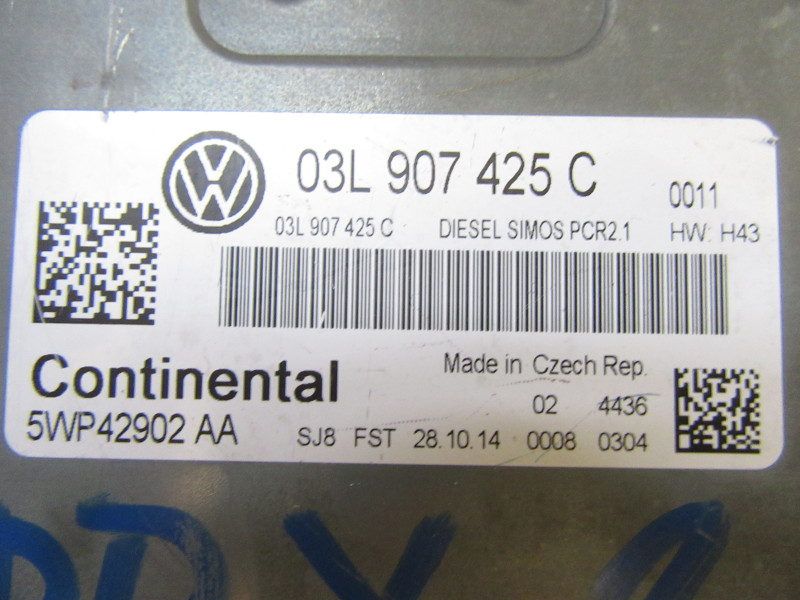 03L 907 425 C 0011
03L 907 425 C DIESEL SIMOS PCR2.1 HW: H43
Continental
Made in Czech Rep.
02 4436
5WP42902 AA
SJ8 FST 28.10.14 0008 0304